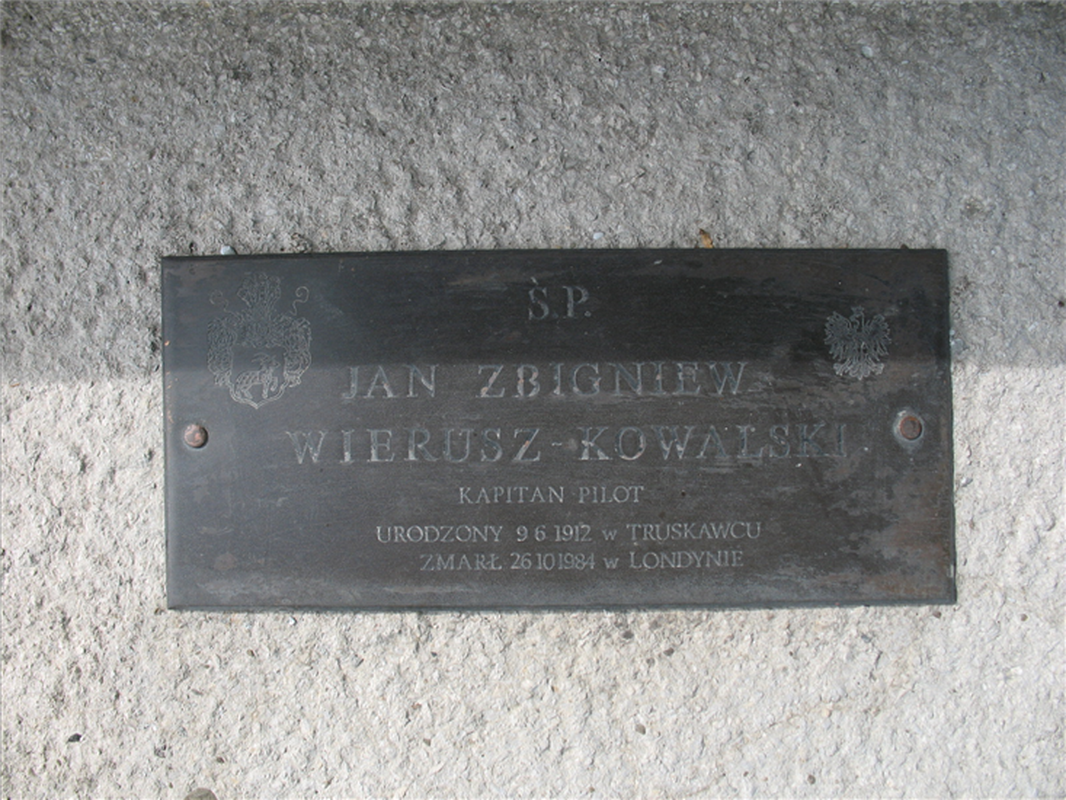 Ś.P.
JAN ZBIGNIEW
WIERUSZ-KOWALSKI
KAPITAN PILOT
URODZONY 9 6 1912 w TRUSKAWCU
ZMARŁ 26 10 1984 w LONDYNIE